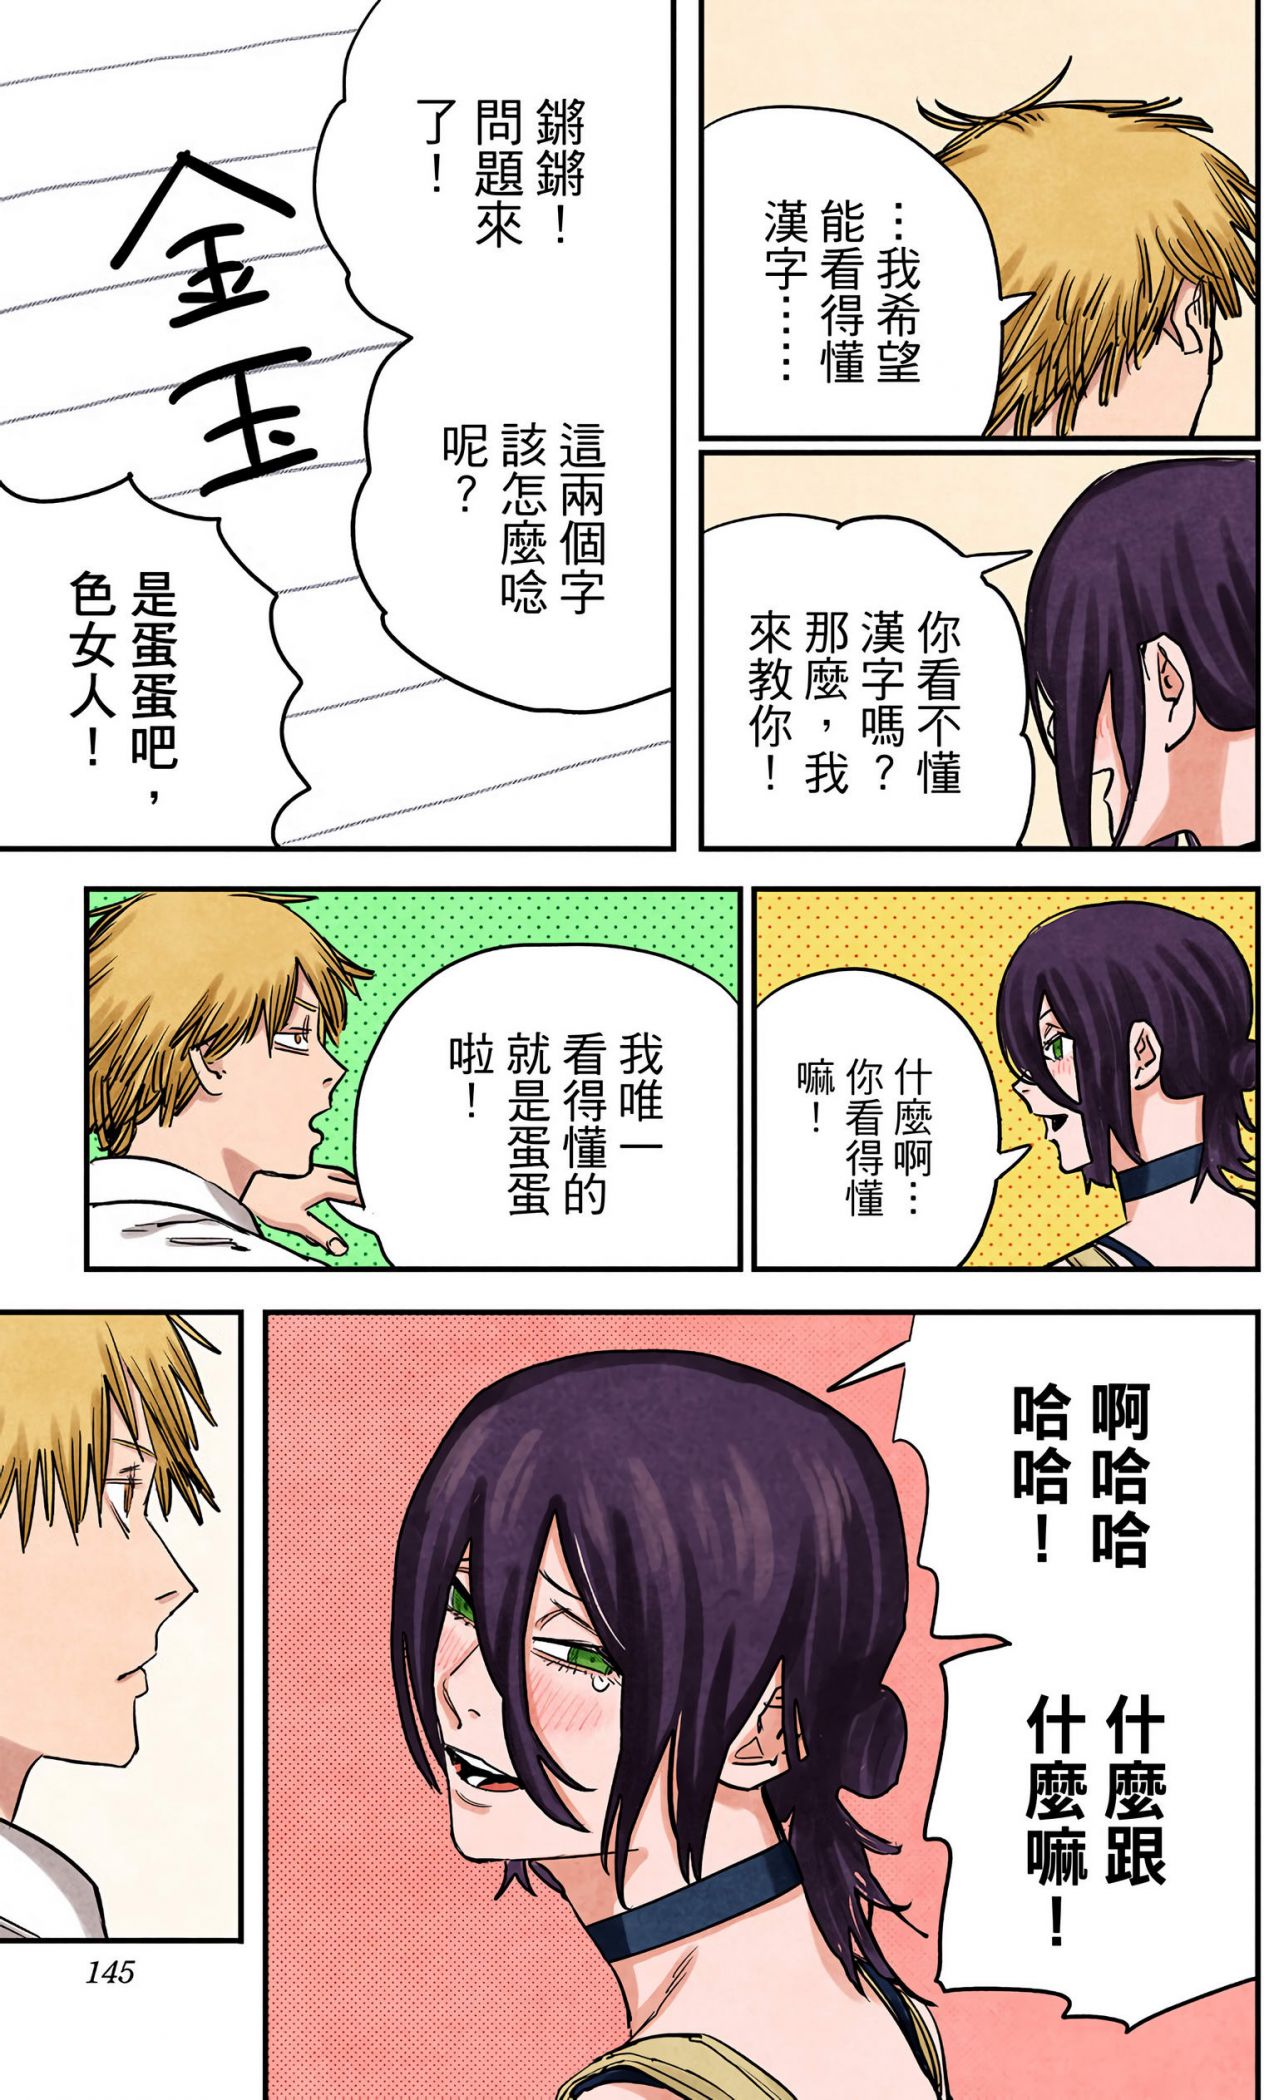 …我希望
能看得懂
漢字……
你看不懂
漢字嗎？
那麼，我
來教你！
鏘鏘！
問題來
了！
金玉
這兩個字
該怎麼唸
呢？
是蛋蛋吧，
色女人！
什麼啊…
你看得懂
嘛！
我唯一
看得懂的
就是蛋蛋
啦！
啊哈哈
哈哈！
什麼跟
什麼嘛！
145